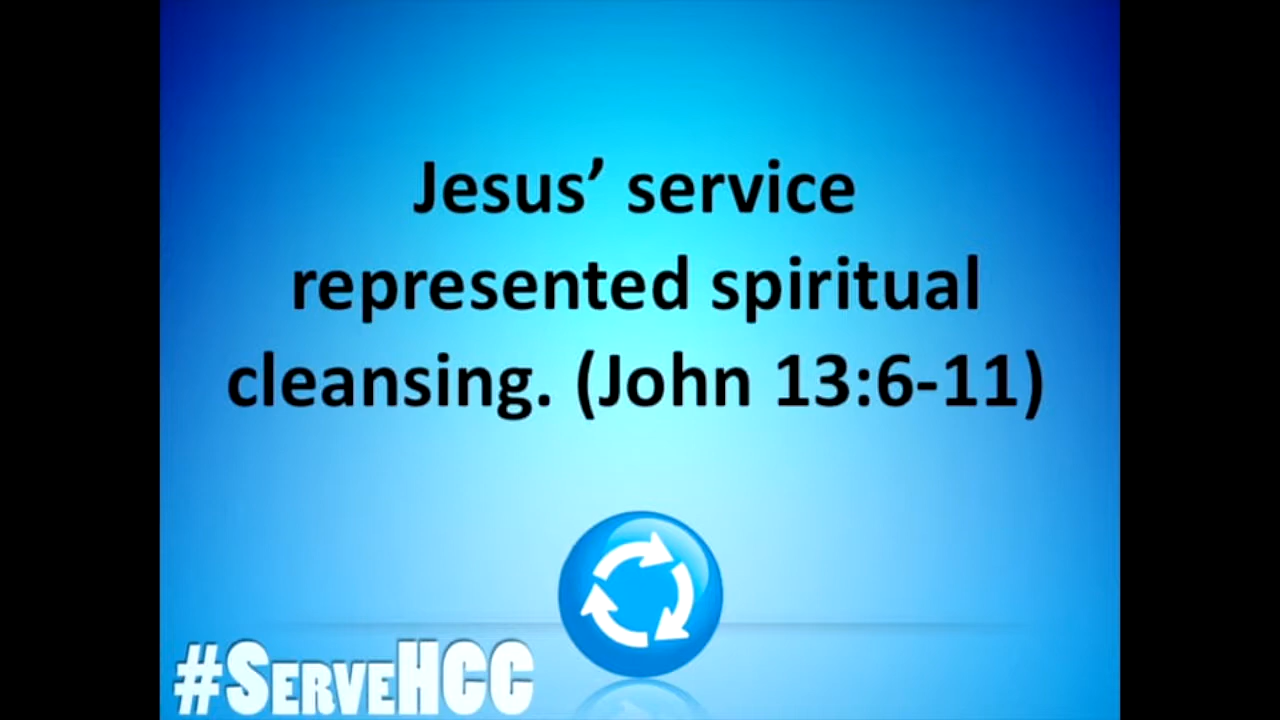 Jesus’ service
represented spiritual
cleansing. (John 13:6-11)
#SERVEHCC